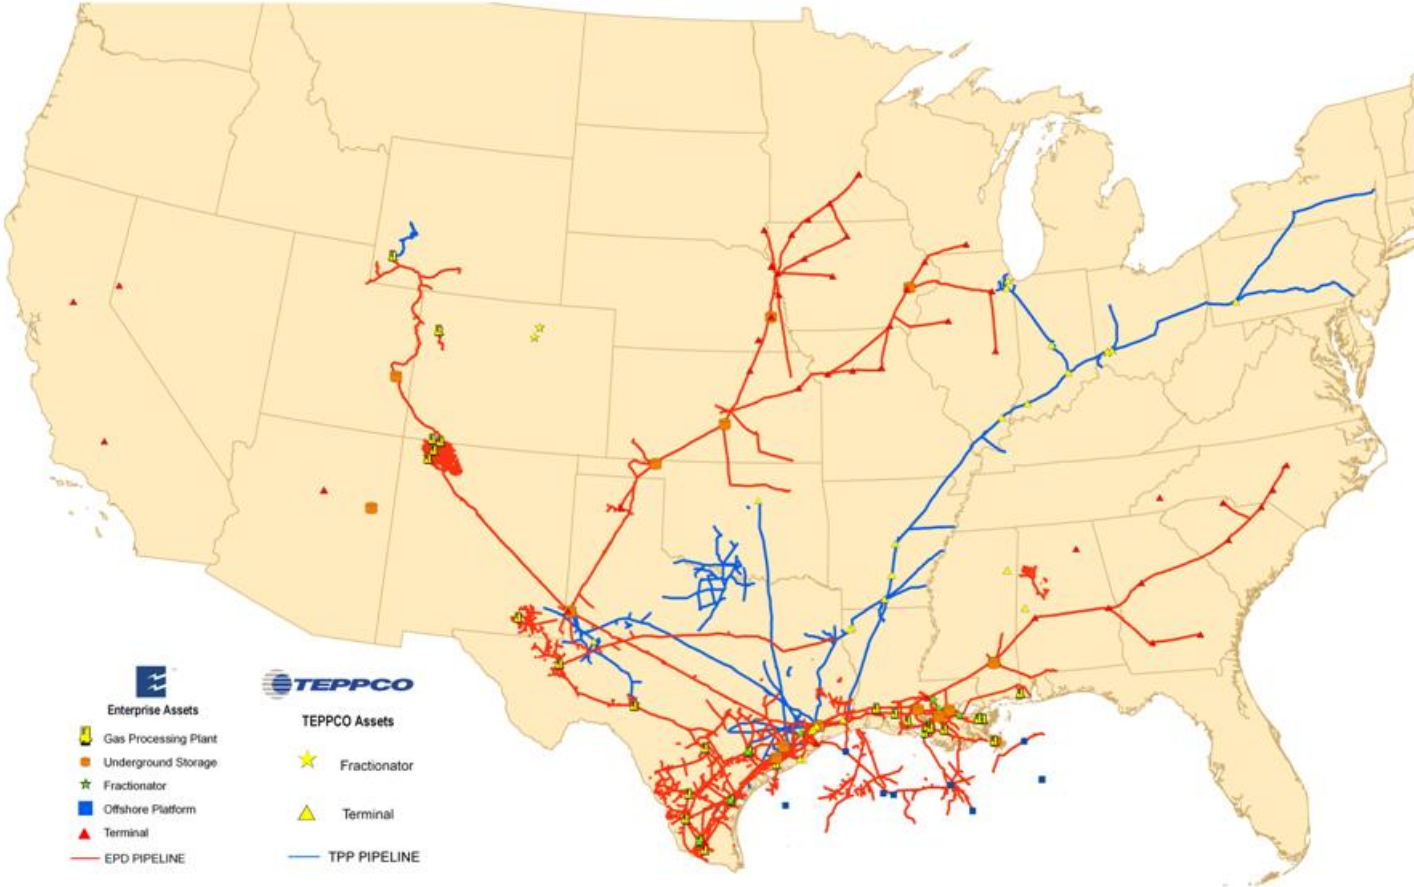 Enterprise Assets
Gas Processing Plant
Underground Storage
Fractionator
Offshore Platform
Terminal
EPD PIPELINE
TEPPCO
TEPPCO Assets
Fractionator
Terminal
TPP PIPELINE